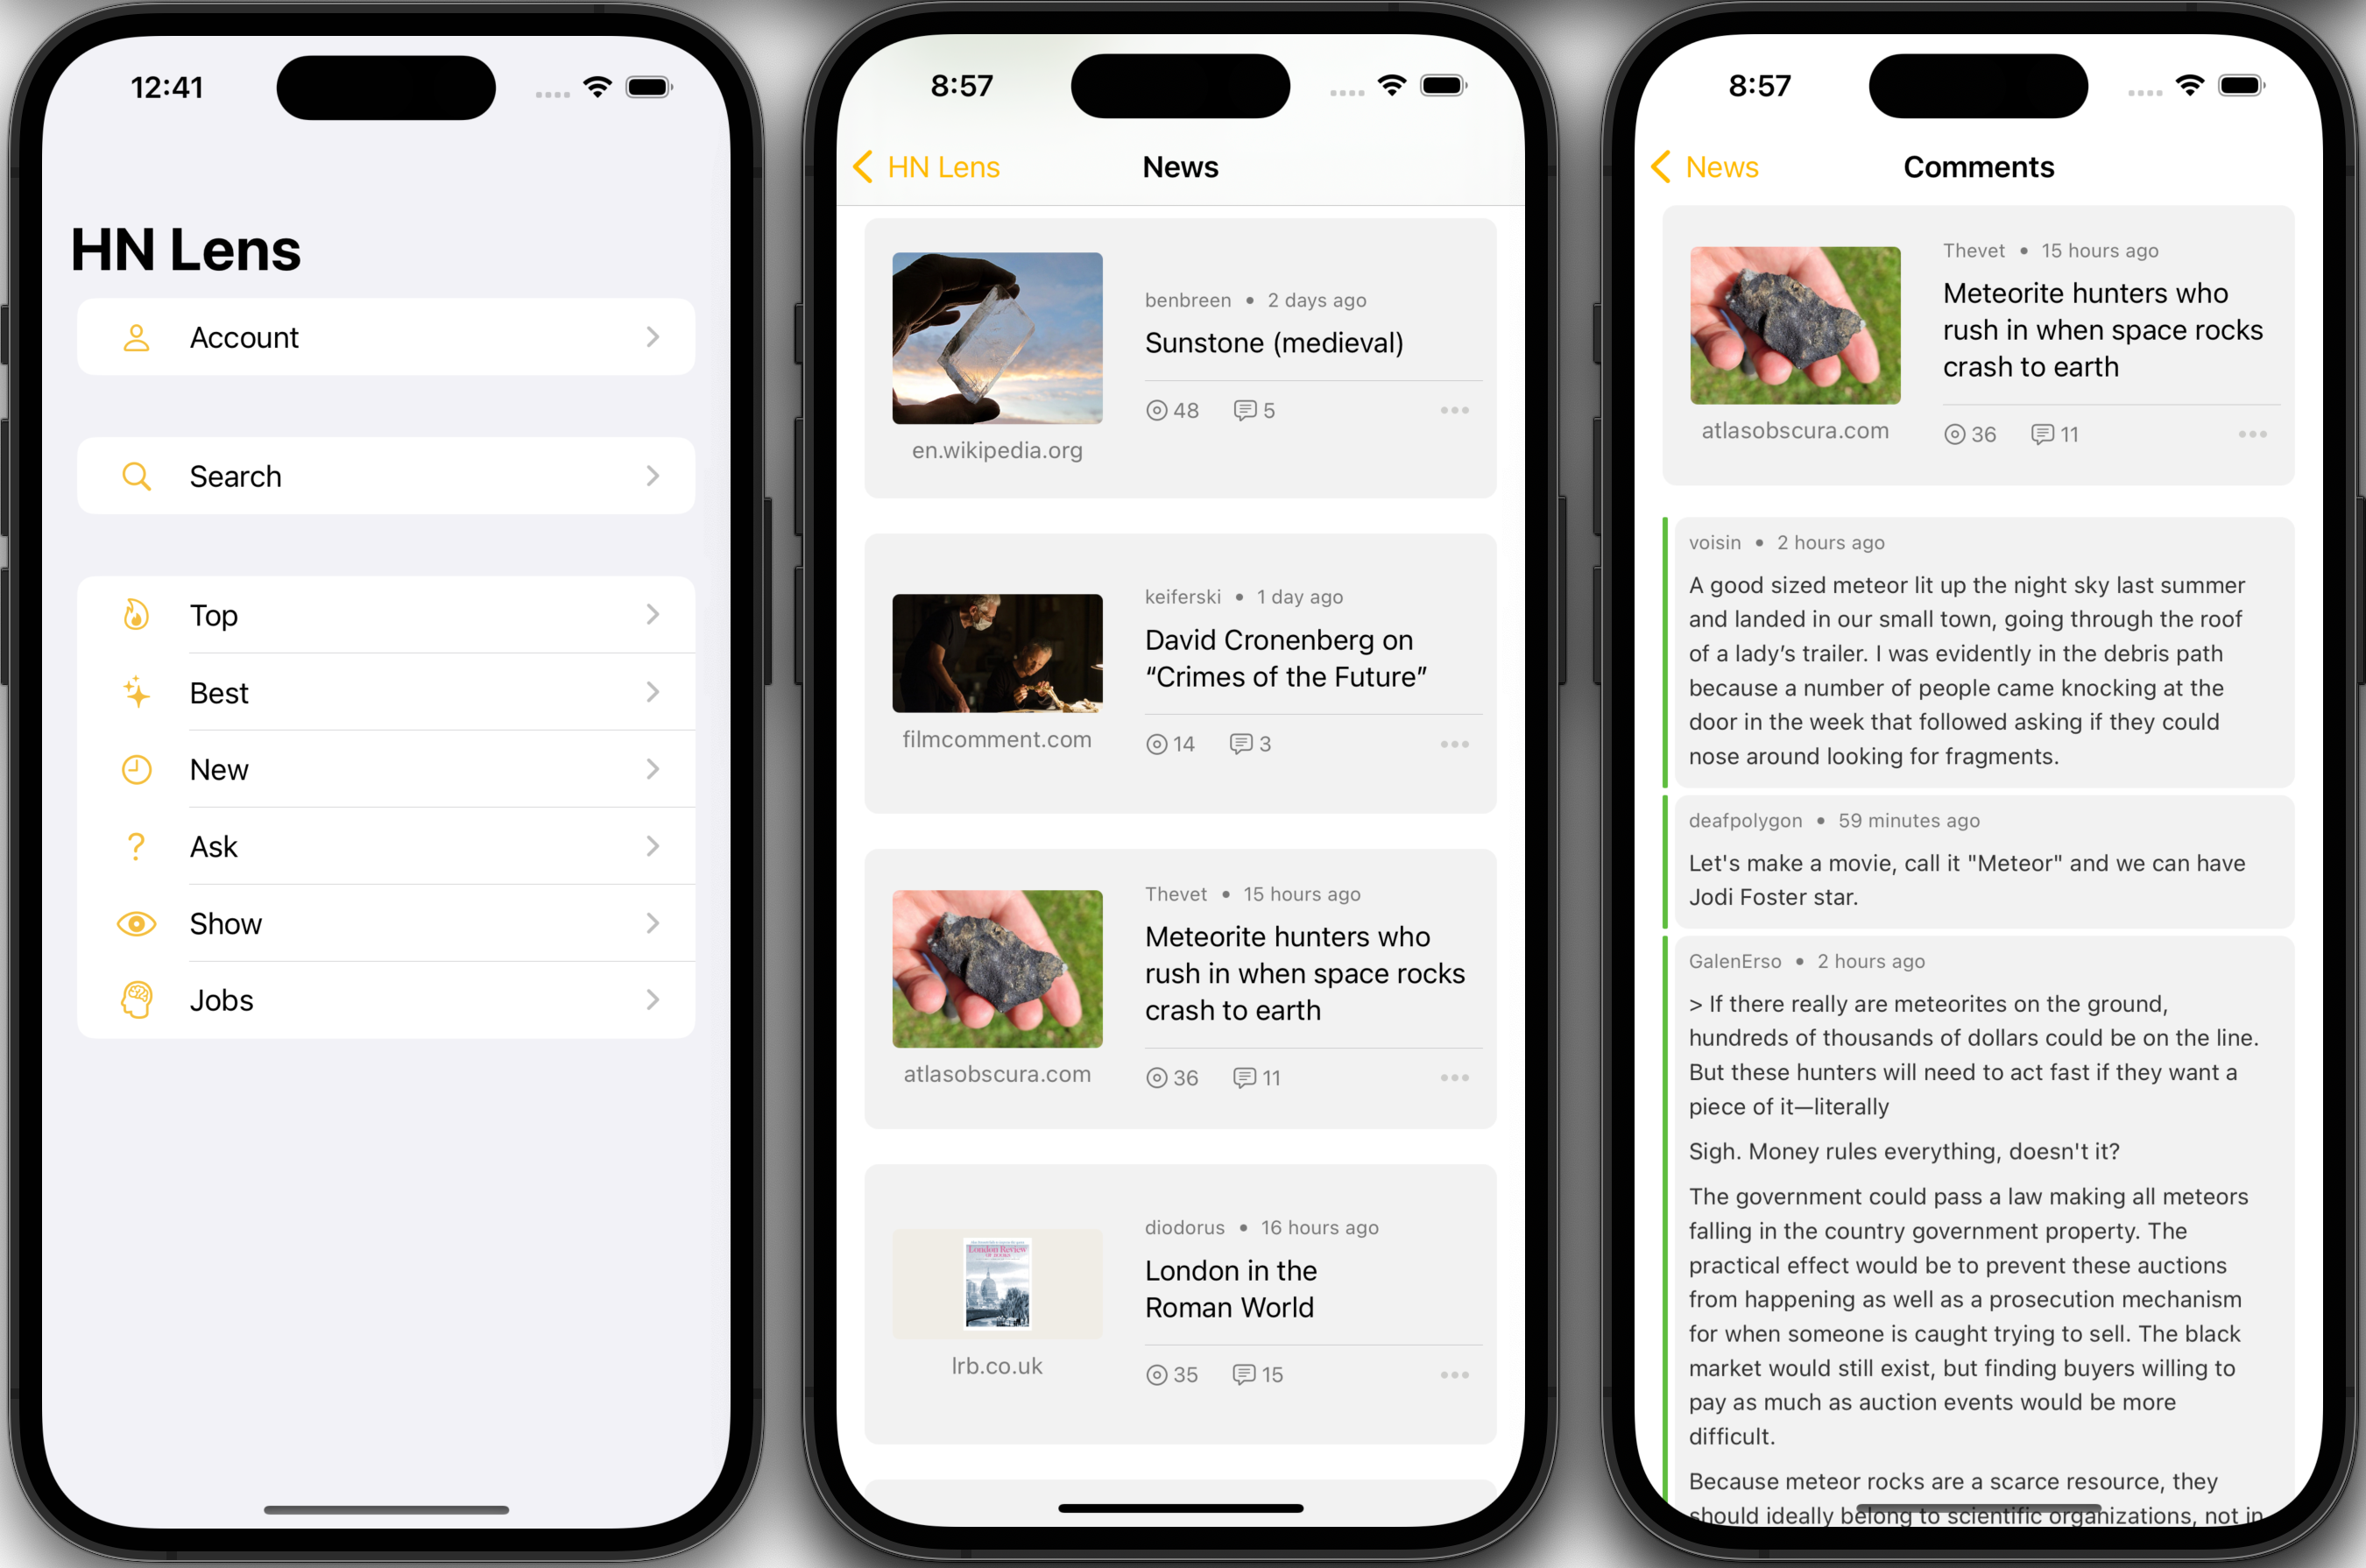 12:41
HN Lens
Account
Search
Top
Best
New
Ask
Show
Jobs
8:57
HN Lens
News
benbreen • 2 days ago
Sunstone (medieval)
48 5
en.wikipedia.org
keiferski • 1 day ago
David Cronenberg on
“Crimes of the Future”
filmcomment.com
14 3
Thevet • 15 hours ago
Meteorite hunters who
rush in when space rocks
crash to earth
atlasobscura.com
36 11
diodorus • 16 hours ago
London Review
OF BOOKS
London in the
Roman World
lrb.co.uk
35 15
8:57
News
Comments
Thevet • 15 hours ago
Meteorite hunters who
rush in when space rocks
crash to earth
atlasobscura.com
36 11
voisin • 2 hours ago
A good sized meteor lit up the night sky last summer
and landed in our small town, going through the roof
of a lady’s trailer. I was evidently in the debris path
because a number of people came knocking at the
door in the week that followed asking if they could
nose around looking for fragments.
deafpolygon • 59 minutes ago
Let's make a movie, call it "Meteor" and we can have
Jodi Foster star.
GalenErso • 2 hours ago
> If there really are meteorites on the ground,
hundreds of thousands of dollars could be on the line.
But these hunters will need to act fast if they want a
piece of it—literally
Sigh. Money rules everything, doesn't it?
The government could pass a law making all meteors
falling in the country government property. The
practical effect would be to prevent these auctions
from happening as well as a prosecution mechanism
for when someone is caught trying to sell. The black
market would still exist, but finding buyers willing to
pay as much as auction events would be more
difficult.
Because meteor rocks are a scarce resource, they
should ideally belong to scientific organizations, not in